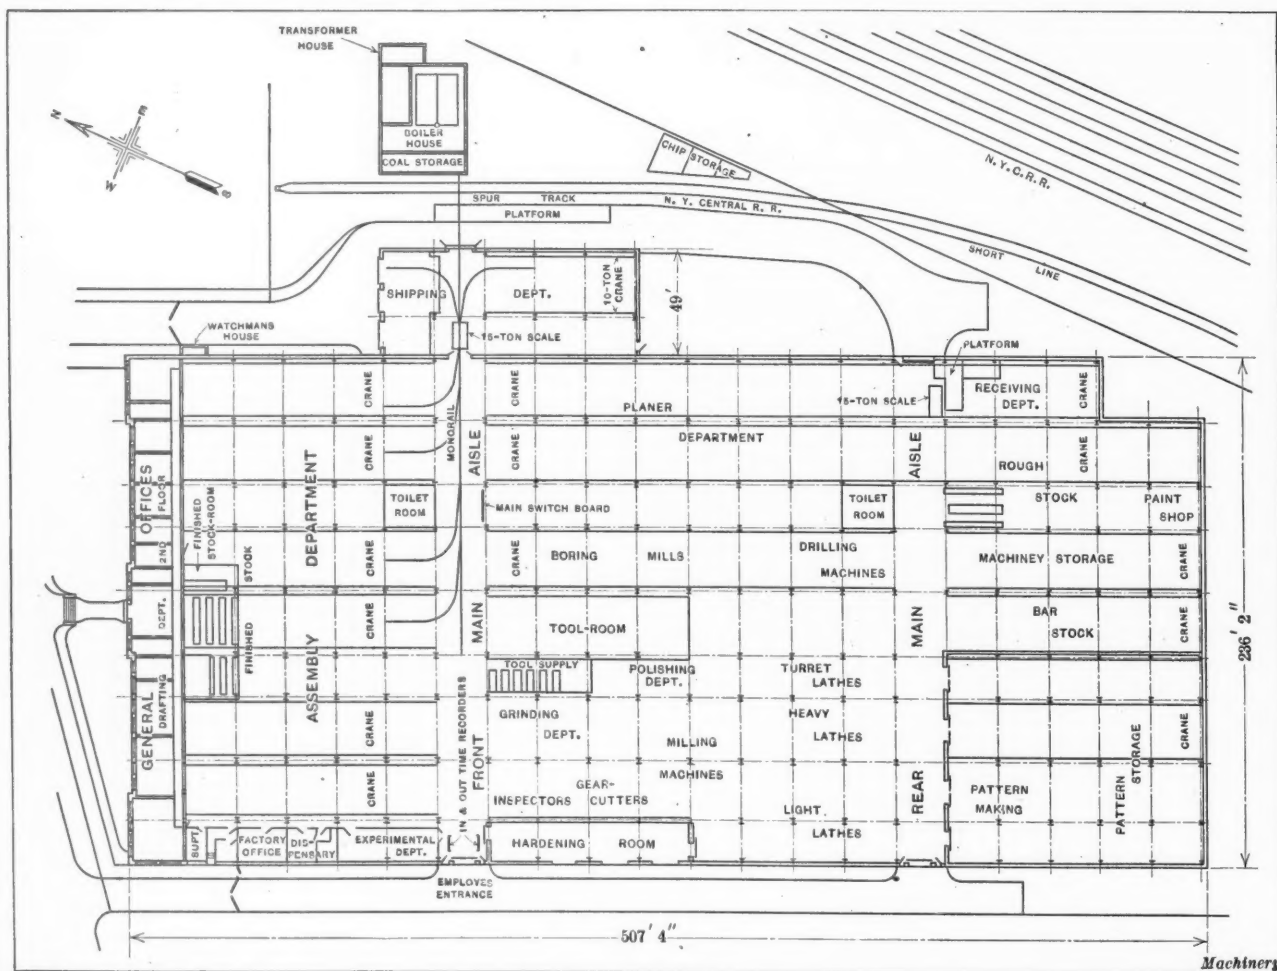 TRANSFORMER
HOUSE
N
E
W
S
BOILER
HOUSE
COAL STORAGE
CHIP STORAGE
N.Y.C.R.R.
SPUR TRACK N.Y. CENTRAL R.R.
PLATFORM
SHORT LINE
SHIPPING DEPT.
10-TON
CRANE
49'
WATCHMANS
HOUSE
15-TON SCALE
PLATFORM
CRANE
MONORAIL
CRANE
PLANER
15-TON SCALE
RECEIVING
DEPT.
CRANE
CRANE
CRANE
DEPARTMENT
AISLE
AISLE
ROUGH
CRANE
OFFICES
2ND FLOOR
FINISHED
STOCK-ROOM
DEPARTMENT
TOILET
ROOM
MAIN SWITCH BOARD
TOILET
ROOM
STOCK
PAINT
SHOP
STOCK
CRANE
CRANE
BORING MILLS
DRILLING
MACHINES
MACHINEY STORAGE
CRANE
DEPT.
FINISHED
CRANE
MAIN
TOOL-ROOM
MAIN
BAR
STOCK
CRANE
236' 2"
GENERAL
DRAFTING
ASSEMBLY
TOOL SUPPLY
POLISHING
DEPT.
TURRET
LATHES
CRANE
IN & OUT TIME RECORDERS
FRONT
GRINDING
DEPT.
MILLING
MACHINES
HEAVY
LATHES
CRANE
PATTERN
STORAGE
CRANE
GEAR-
INSPECTORS CUTTERS
LIGHT
LATHES
REAR
PATTERN
MAKING
SUPT.
FACTORY
OFFICE
DIS-
PENSARY
EXPERIMENTAL
DEPT.
HARDENING ROOM
EMPLOYES
ENTRANCE
507' 4"
Machinery